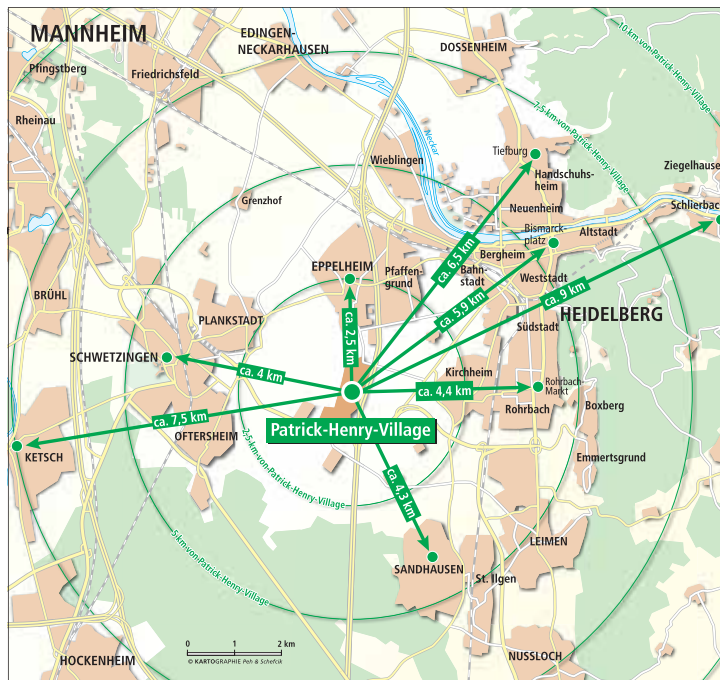 MANNHEIM
EDINGEN-
NECKARHAUSEN
DOSSENHEIM
10 km von Patrick-Henry-Village
Pfingstberg
Friedrichsfeld
7,5 km von Patrick-Henry-Village
Rheinau
Neckar
Wieblingen
Tiefburg
Handschuhs-
heim
Ziegelhause
Grenzhof
Neuenheim
Schlierbac
Bismarck-
platz
Altstadt
Bergheim
ca. 6,5 km
EPPELHEIM
Pfaffen-
grund
Bahn-
stadt
Weststadt
BRÜHL
ca. 9 km
ca. 5,9 km
PLANKSTADT
HEIDELBERG
Südstadt
ca. 2,5 km
SCHWETZINGEN
ca. 4 km
Kirchheim
ca. 4,4 km
Rohrbach-
Markt
Rohrbach
Boxberg
ca. 7,5 km
Patrick-Henry-Village
OFTERSHEIM
KETSCH
2,5 km von Patrick-Henry-Village
Emmertsgrund
ca. 4,3 km
LEIMEN
5 km von Patrick-Henry-Village
SANDHAUSEN
St. Ilgen
0 1 2 km
© KARTOGRAPHIE Peh & Schefcik
HOCKENHEIM
NUSSLOCH